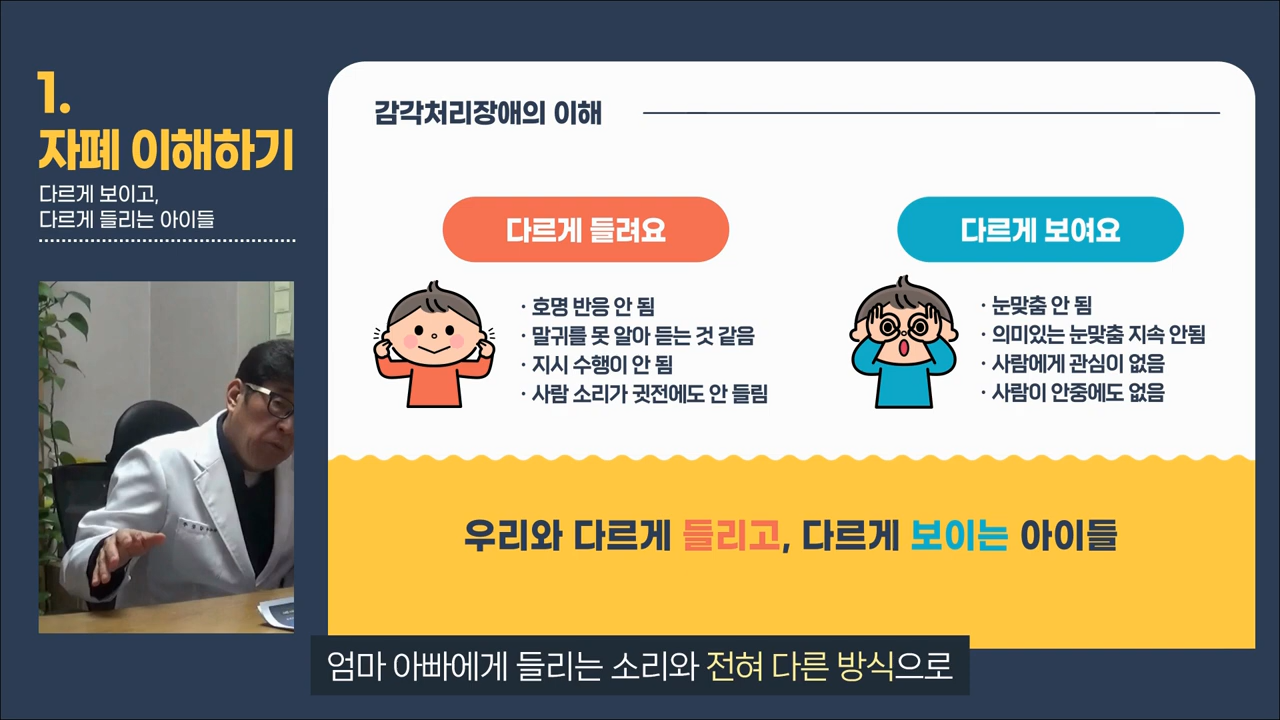 1.
자폐 이해하기
다르게 보이고,
다르게 들리는 아이들
감각처리장애의 이해
다르게 들려요
· 호명 반응 안 됨
· 말귀를 못 알아 듣는 것 같음
· 지시 수행이 안 됨
· 사람 소리가 귓전에도 안 들림
다르게 보여요
· 눈맞춤 안 됨
· 의미있는 눈맞춤 지속 안됨
· 사람에게 관심이 없음
· 사람이 안중에도 없음
우리와 다르게 들리고, 다르게 보이는 아이들
엄마 아빠에게 들리는 소리와 전혀 다른 방식으로